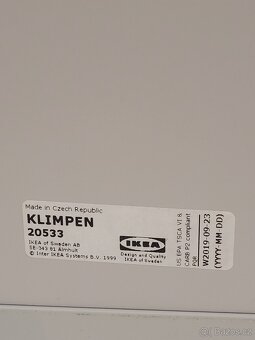 Made in Czech Republic
KLIMPEN
20533
IKEA of Sweden AB
SE-343 81 Älmhult
© Inter IKEA Systems B.V. 1999
IKEA
Design and Quality
IKEA of Sweden
US EPA TSCA VI &
CARB P2 compliant
W2019-09-23
(YYYY-MM-DD)